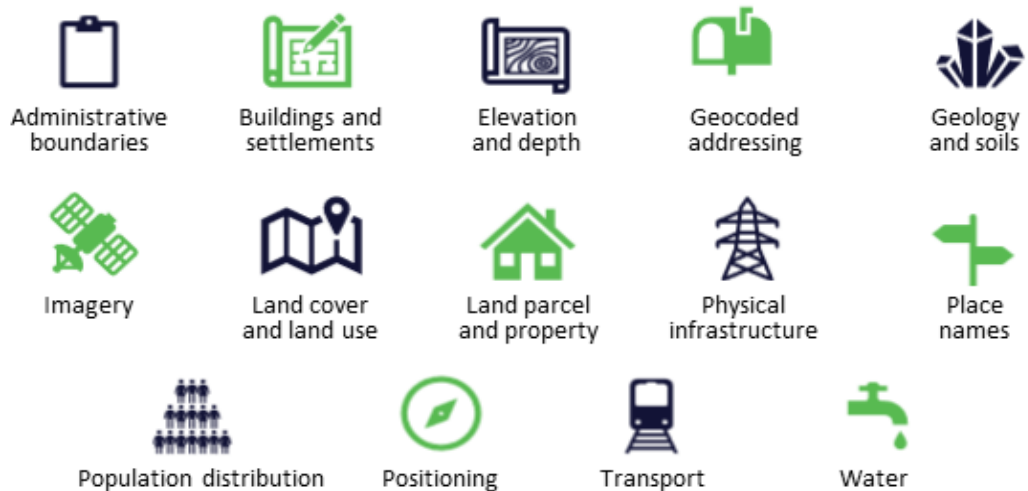 Administrative boundaries
Buildings and settlements
Elevation and depth
Geocoded addressing
Geology and soils
Imagery
Land cover and land use
Land parcel and property
Physical infrastructure
Place names
Population distribution
Positioning
Transport
Water